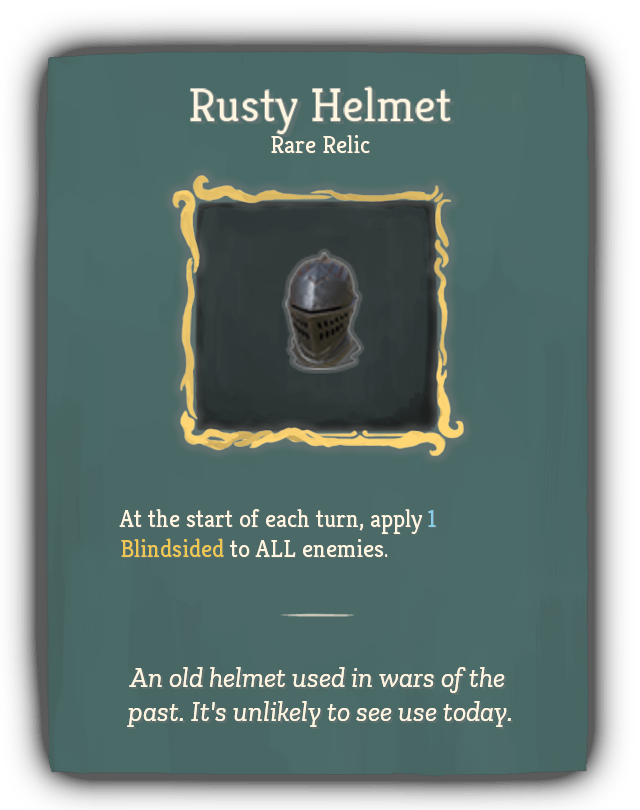 Rusty Helmet
Rare Relic
At the start of each turn, apply 1
Blindsided to ALL enemies.
An old helmet used in wars of the
past. It's unlikely to see use today.